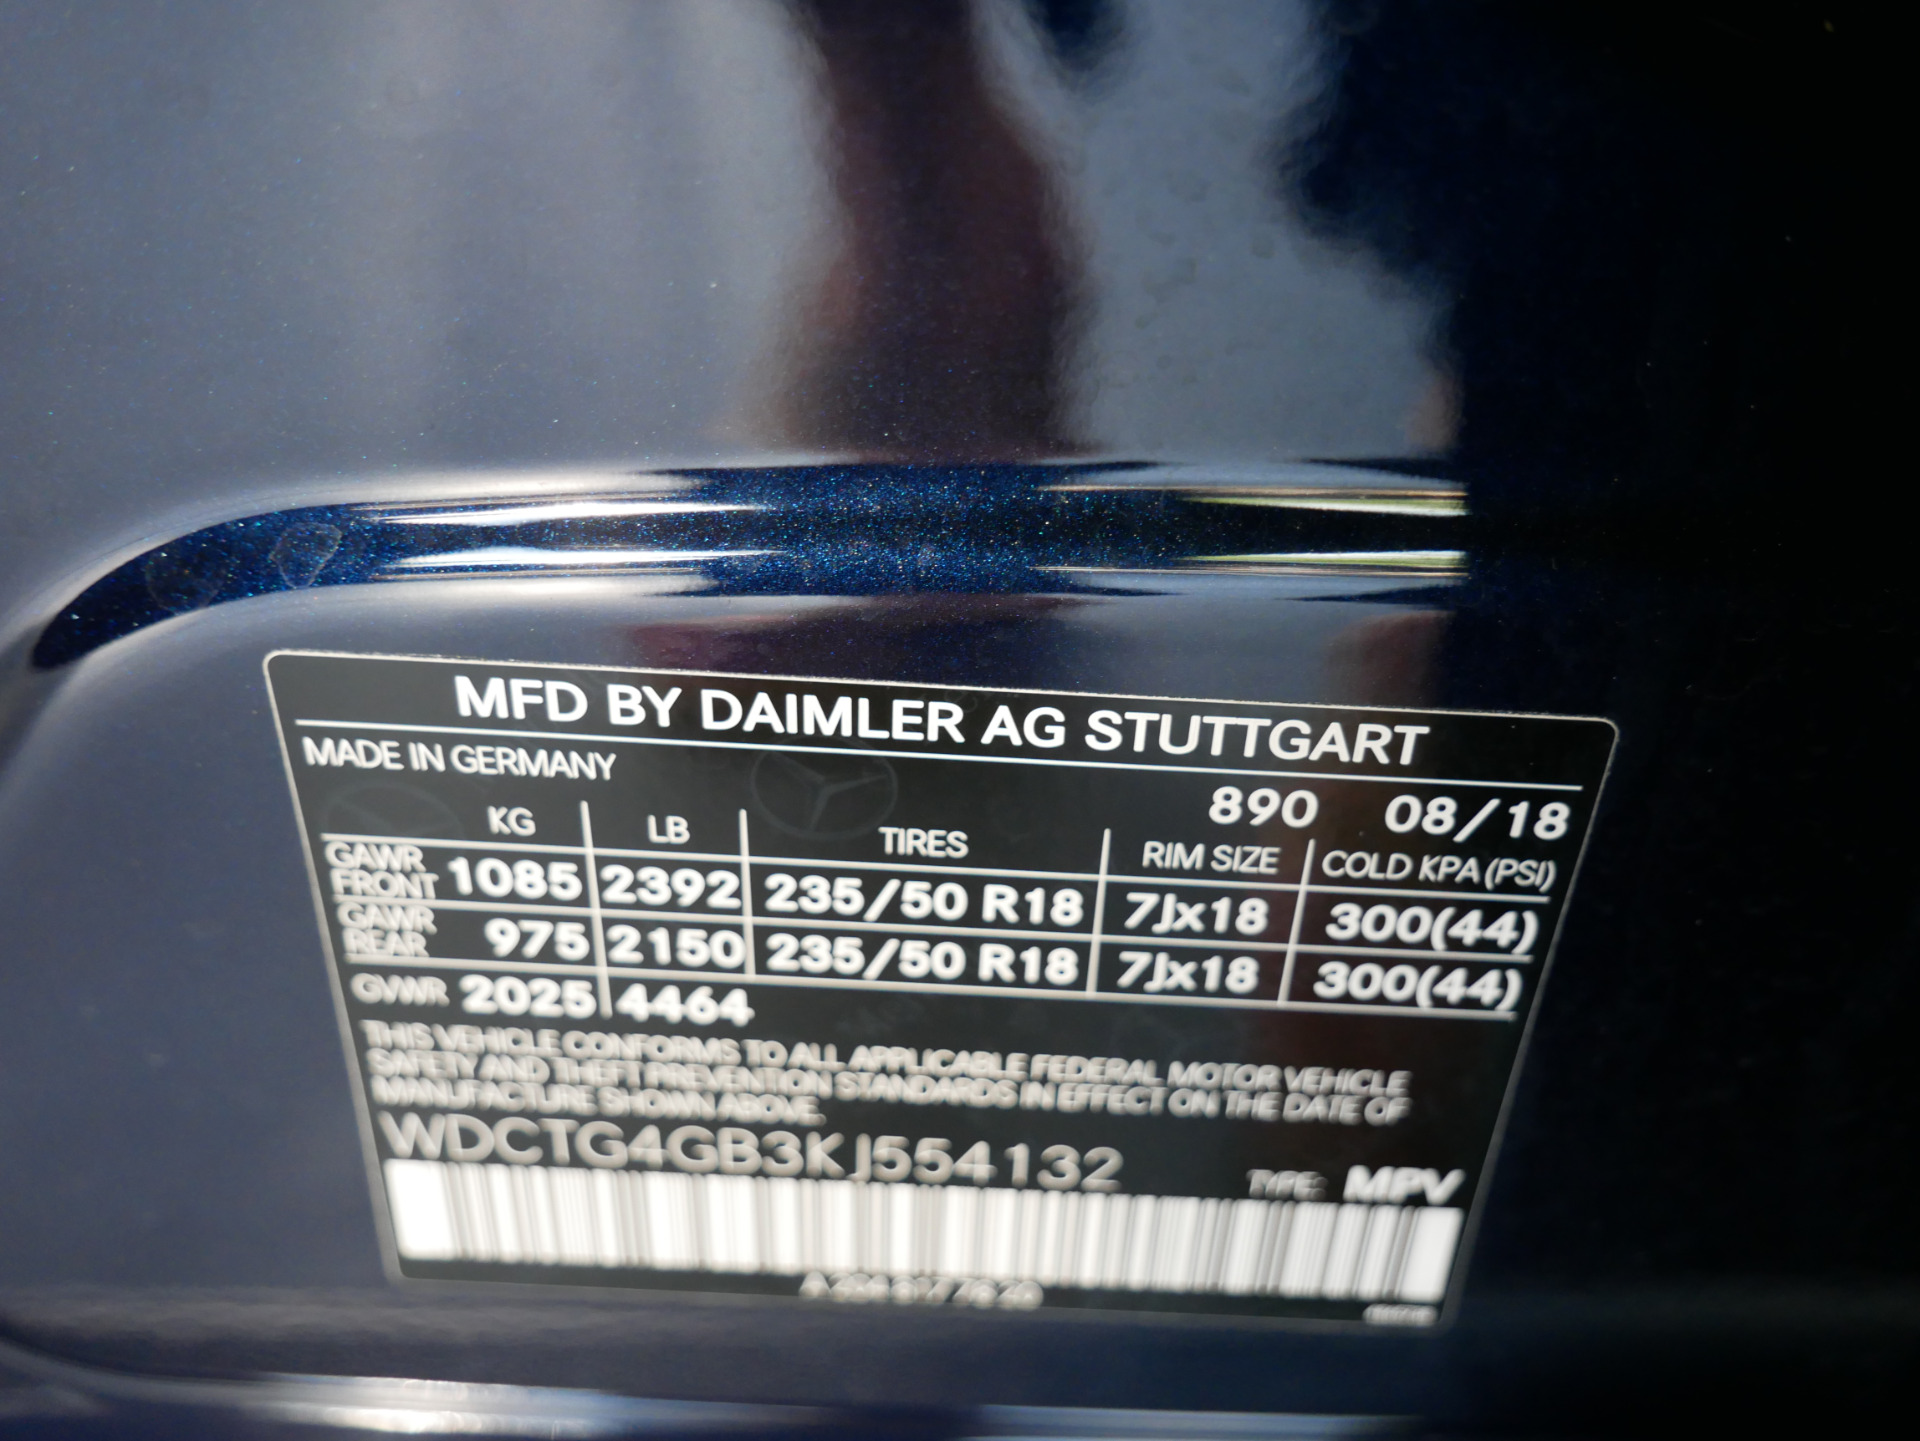 MFD BY DAIMLER AG STUTTGART
MADE IN GERMANY
890 08/18
KG LB TIRES RIM SIZE COLD KPA (PSI)
GAWR FRONT 1085 2392 235/50 R18 7Jx18 300(44)
GAWR REAR 975 2150 235/50 R18 7Jx18 300(44)
GVWR 2025 4464
THIS VEHICLE CONFORMS TO ALL APPLICABLE FEDERAL MOTOR VEHICLE
SAFETY AND THEFT PREVENTION STANDARDS IN EFFECT ON THE DATE OF
MANUFACTURE SHOWN ABOVE.
WDCTG4GB3KJ554132
TYPE: MPV